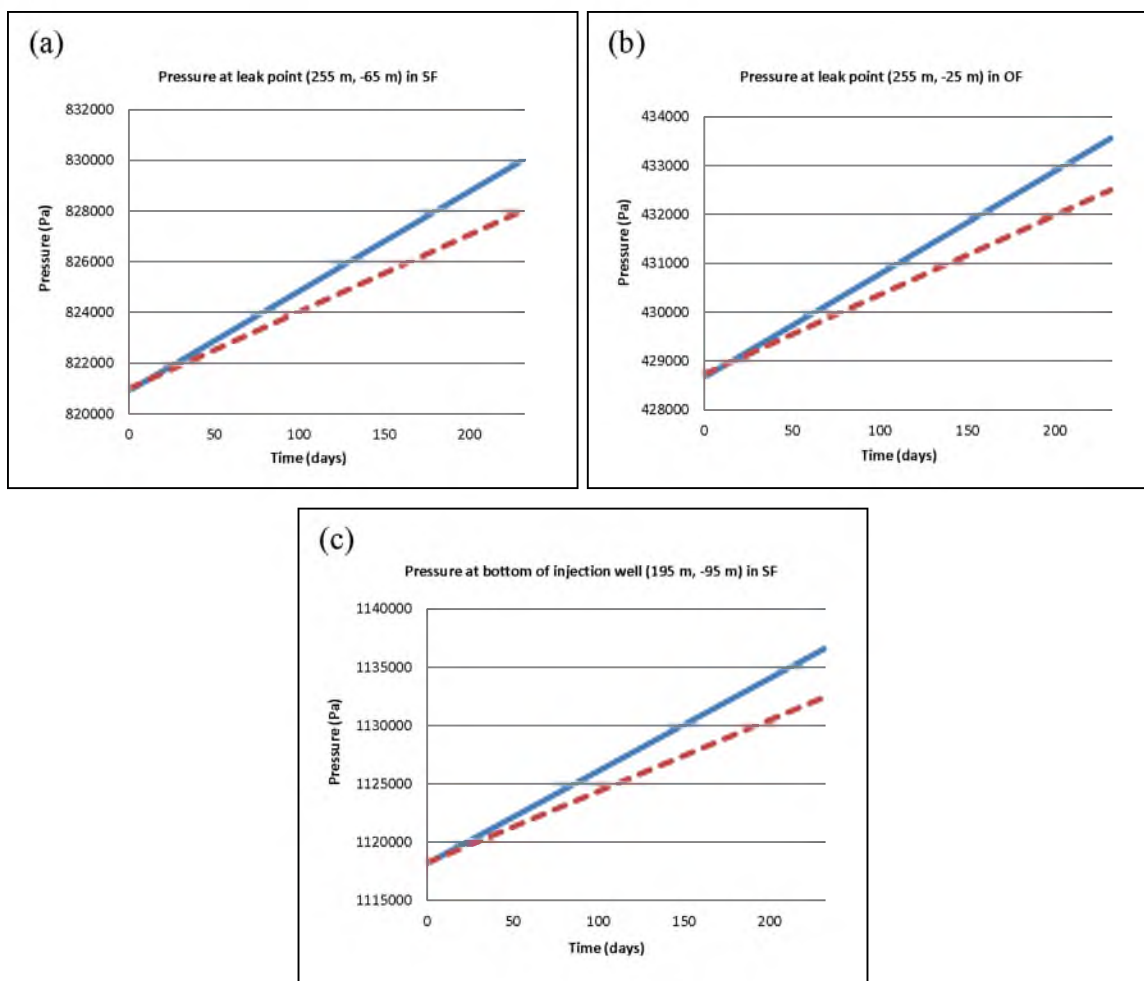 (a)
Pressure at leak point (255 m, -65 m) in SF
832000
830000
828000
826000
824000
822000
820000
Pressure (Pa)
0 50 100 150 200
Time (days)
(b)
Pressure at leak point (255 m, -25 m) in OF
434000
433000
432000
431000
430000
429000
428000
Pressure (Pa)
0 50 100 150 200
Time (days)
(c)
Pressure at bottom of injection well (195 m, -95 m) in SF
1140000
1135000
1130000
1125000
1120000
1115000
Pressure (Pa)
0 50 100 150 200
Time (days)